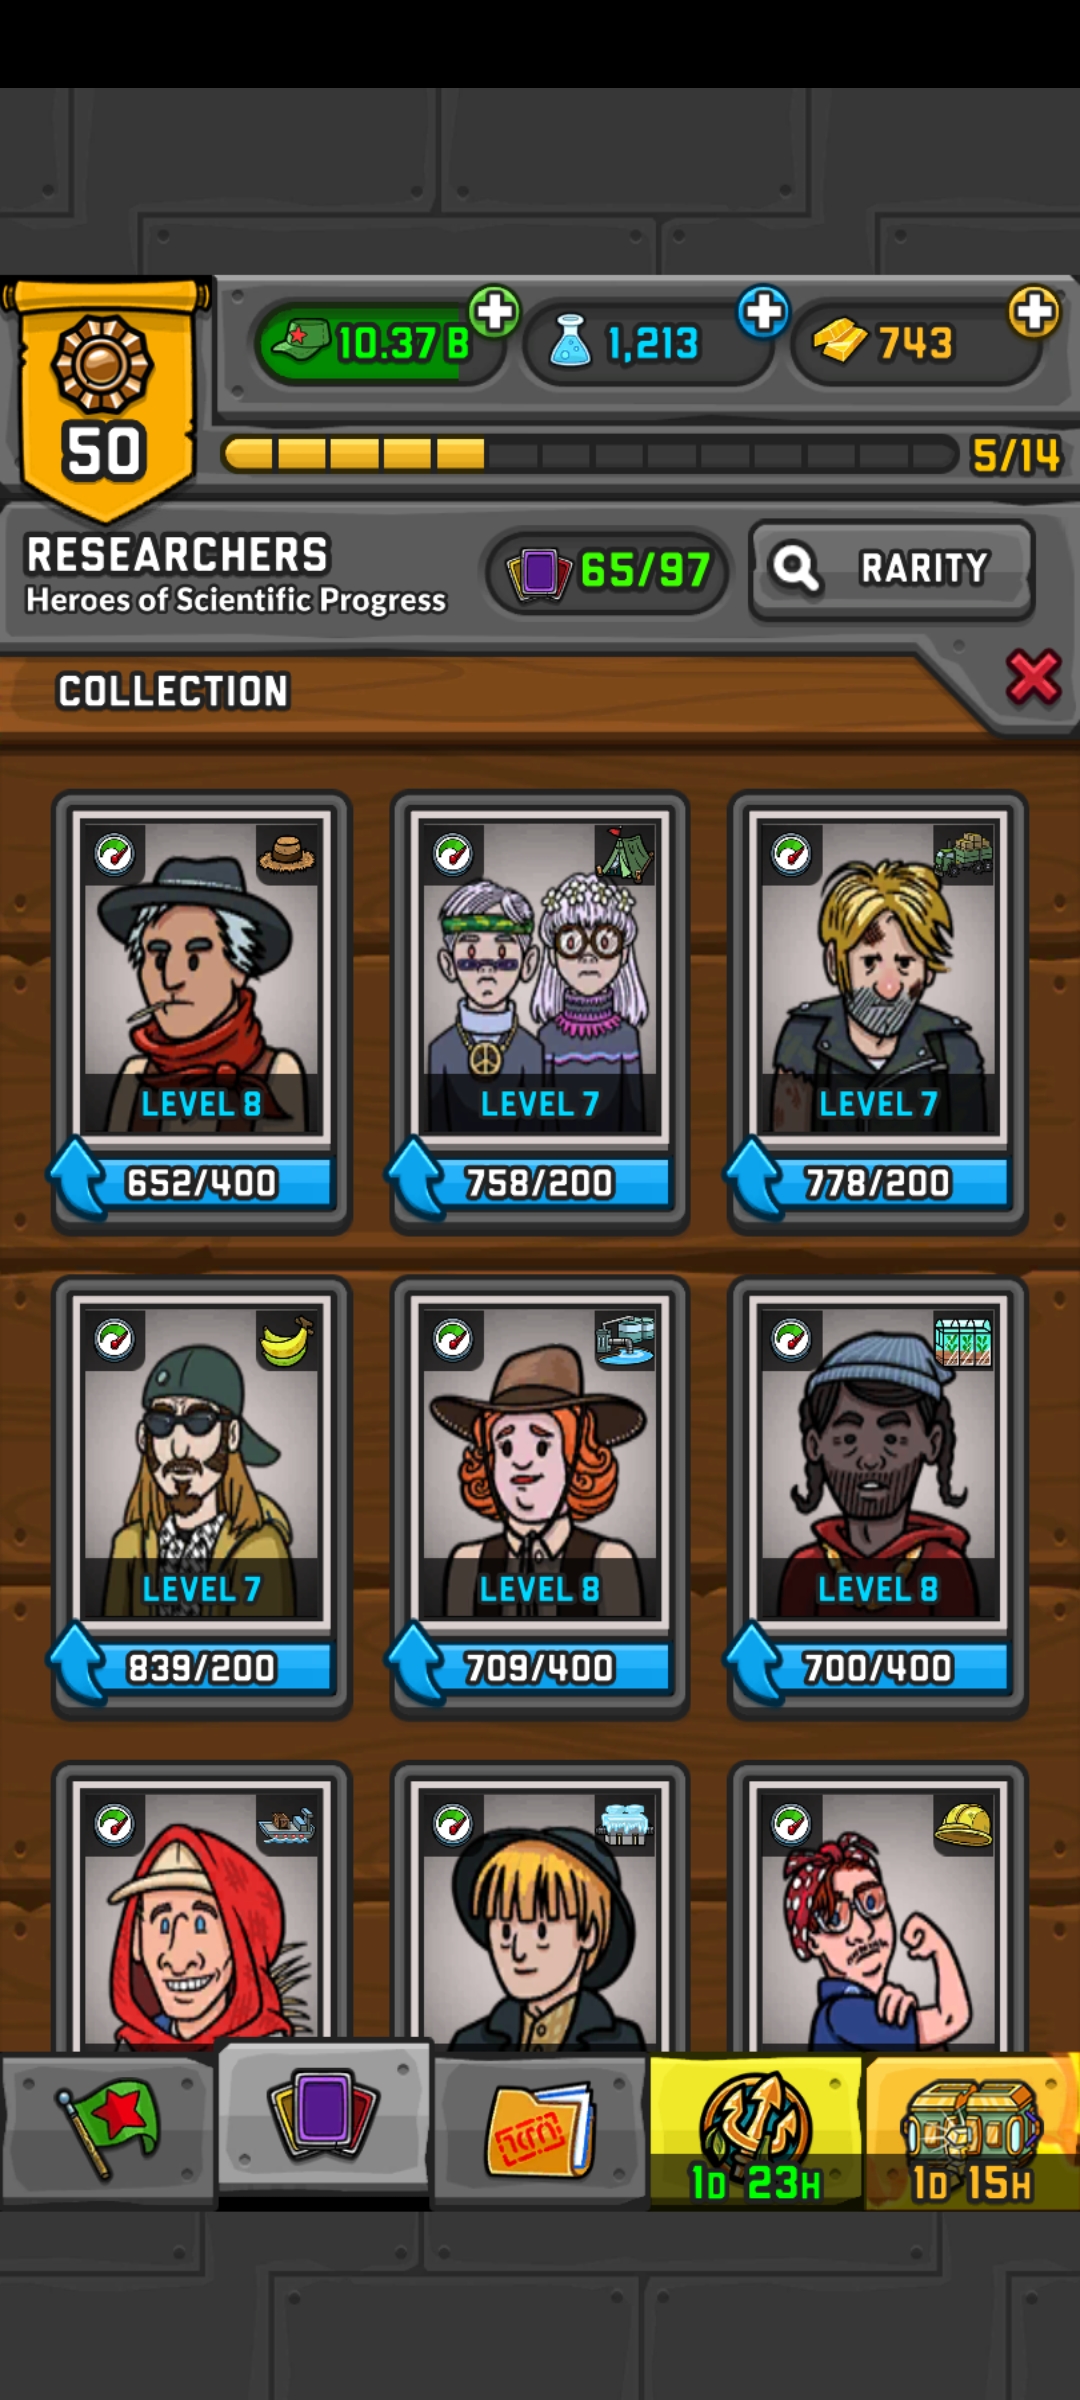 10.37B
1,213
743
50
5/14
RESEARCHERS
Heroes of Scientific Progress
65/97
RARITY
COLLECTION
LEVEL 8
LEVEL 7
LEVEL 7
652/400
758/200
778/200
LEVEL 7
LEVEL 8
LEVEL 8
839/200
709/400
700/400
1D 23H
1D 15H